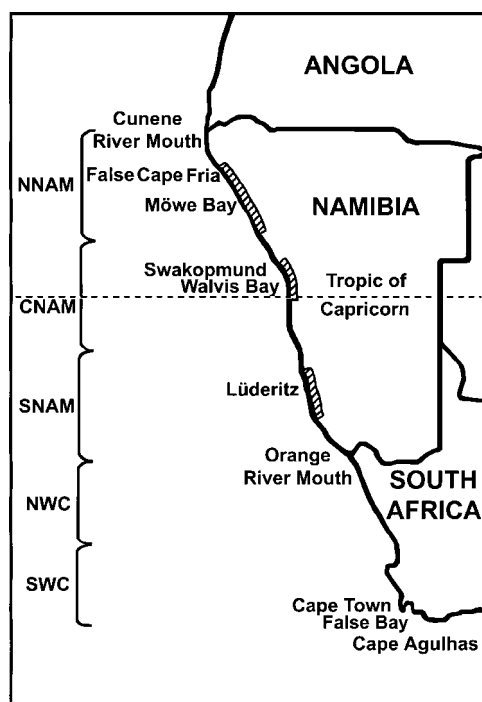 ANGOLA
Cunene
River Mouth
NNAM
False Cape Fria
Möwe Bay
NAMIBIA
Swakopmund
Walvis Bay
Tropic of
Capricorn
CNAM
SNAM
Lüderitz
Orange
River Mouth
SOUTH
AFRICA
NWC
SWC
Cape Town
False Bay
Cape Agulhas